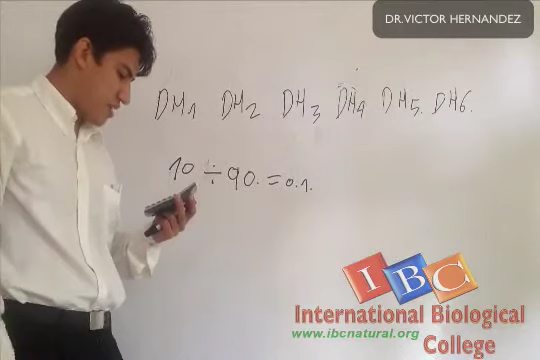 DR.VICTOR HERNANDEZ
DH1 DH2 DH3 DH4 DH5. DH6.
10 ÷ 90. = 0.1.
IBC
International Biological
www.ibcnatural.org
College